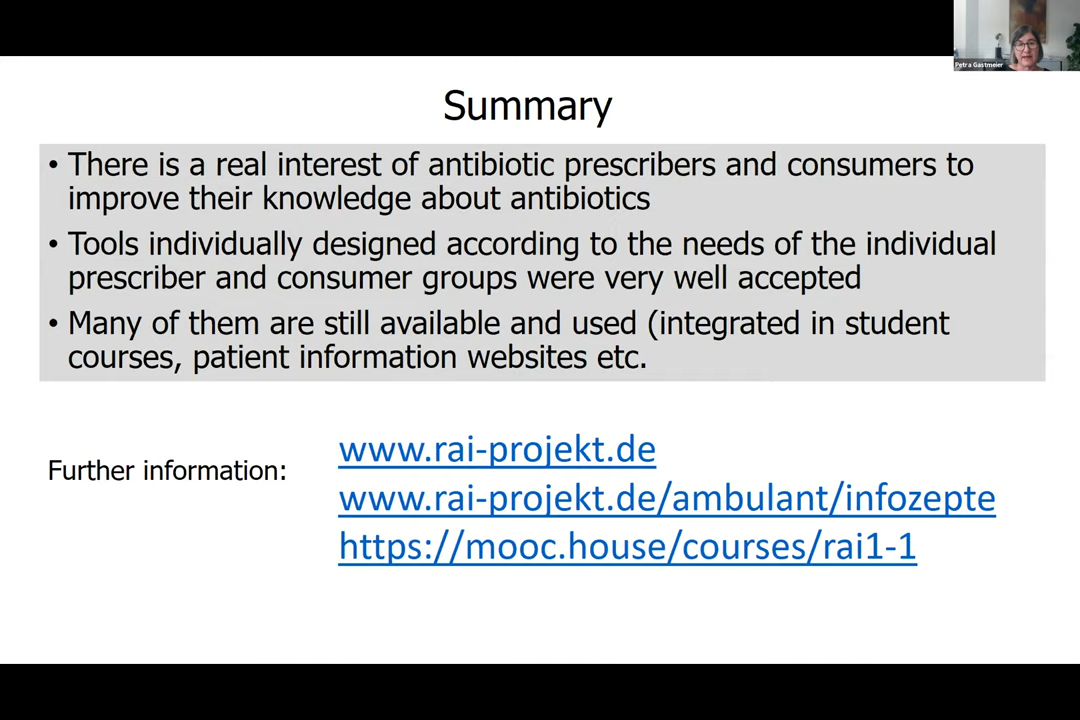 Petra Gastmeier
Summary
• There is a real interest of antibiotic prescribers and consumers to
improve their knowledge about antibiotics
• Tools individually designed according to the needs of the individual
prescriber and consumer groups were very well accepted
• Many of them are still available and used (integrated in student
courses, patient information websites etc.
Further information:
www.rai-projekt.de
www.rai-projekt.de/ambulant/infozepte
https://mooc.house/courses/rai1-1